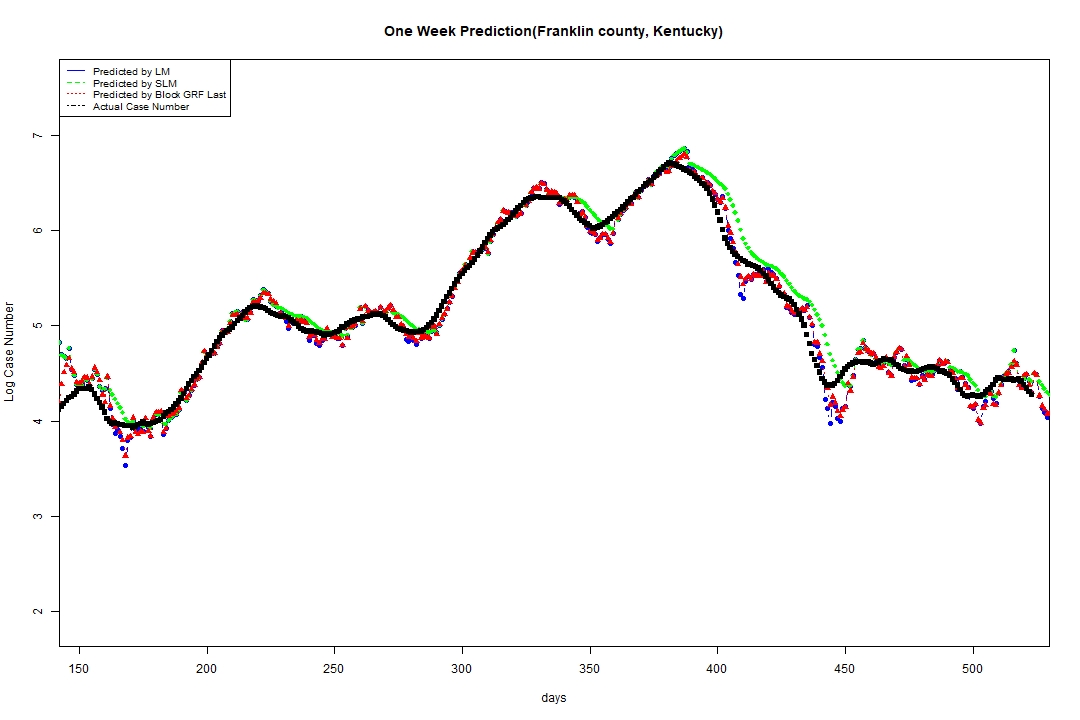 One Week Prediction(Franklin county, Kentucky)
Predicted by LM
Predicted by SLM
Predicted by Block GRF Last
Actual Case Number
Log Case Number
7
6
5
4
3
2
150 200 250 300 350 400 450 500
days